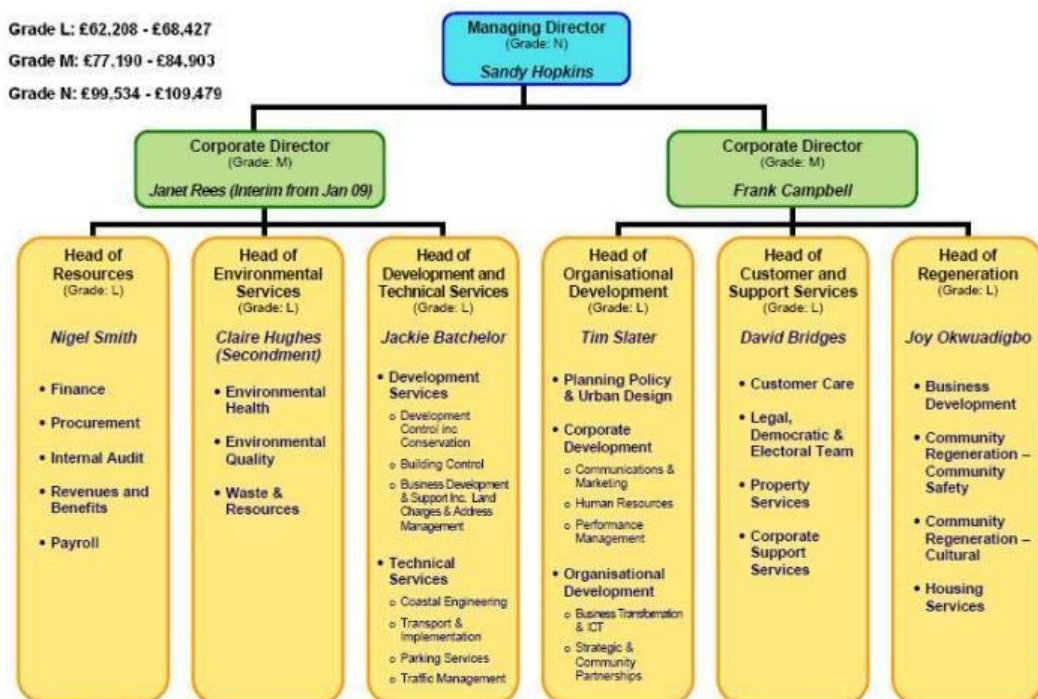 Grade L: £62,208 - £68,427
Grade M: £77,190 - £84,903
Grade N: £99,534 - £109,479
Managing Director
(Grade: N)
Sandy Hopkins
Corporate Director
(Grade: M)
Janet Rees (Interim from Jan 09)
Corporate Director
(Grade: M)
Frank Campbell
Head of
Resources
(Grade: L)
Nigel Smith
• Finance
• Procurement
• Internal Audit
• Revenues and
Benefits
• Payroll
Head of
Environmental
Services
(Grade: L)
Claire Hughes
(Secondment)
• Environmental
Health
• Environmental
Quality
• Waste &
Resources
Head of
Development and
Technical Services
(Grade: L)
Jackie Batchelor
• Development
Services
o Development
Control inc
Conservation
o Building Control
o Business Development
& Support Inc. Land
Charges & Address
Management
• Technical
Services
o Coastal Engineering
o Transport &
Implementation
o Parking Services
o Traffic Management
Head of
Organisational
Development
(Grade: L)
Tim Slater
• Planning Policy
& Urban Design
• Corporate
Development
o Communications &
Marketing
o Human Resources
o Performance
Management
• Organisational
Development
o Business Transformation
& ICT
o Strategic &
Community
Partnerships
Head of
Customer and
Support Services
(Grade: L)
David Bridges
• Customer Care
• Legal,
Democratic &
Electoral Team
• Property
Services
• Corporate
Support
Services
Head of
Regeneration
(Grade: L)
Joy Okwuadigbo
• Business
Development
• Community
Regeneration –
Community
Safety
• Community
Regeneration –
Cultural
• Housing
Services